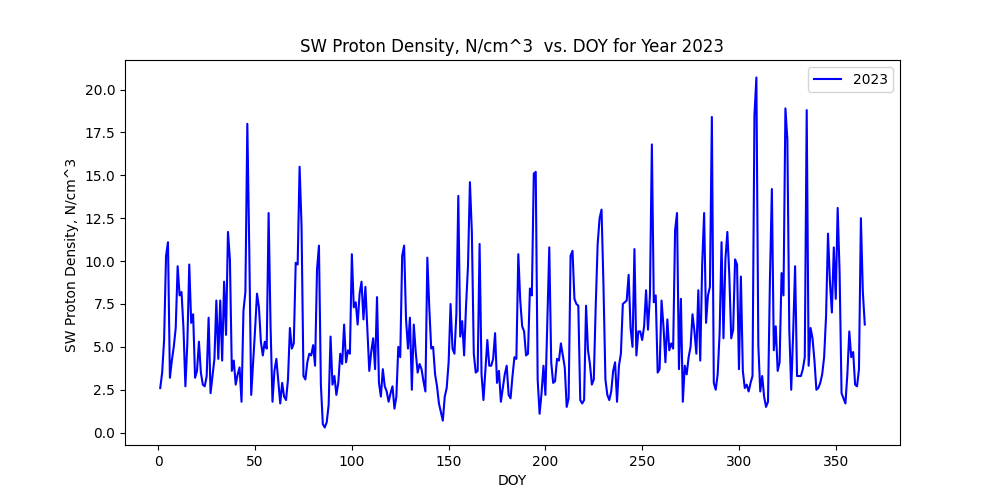 SW Proton Density, N/cm^3  vs. DOY for Year 2023
2023
SW Proton Density, N/cm^3
20.0
17.5
15.0
12.5
10.0
7.5
5.0
2.5
0.0
0 50 100 150 200 250 300 350
DOY